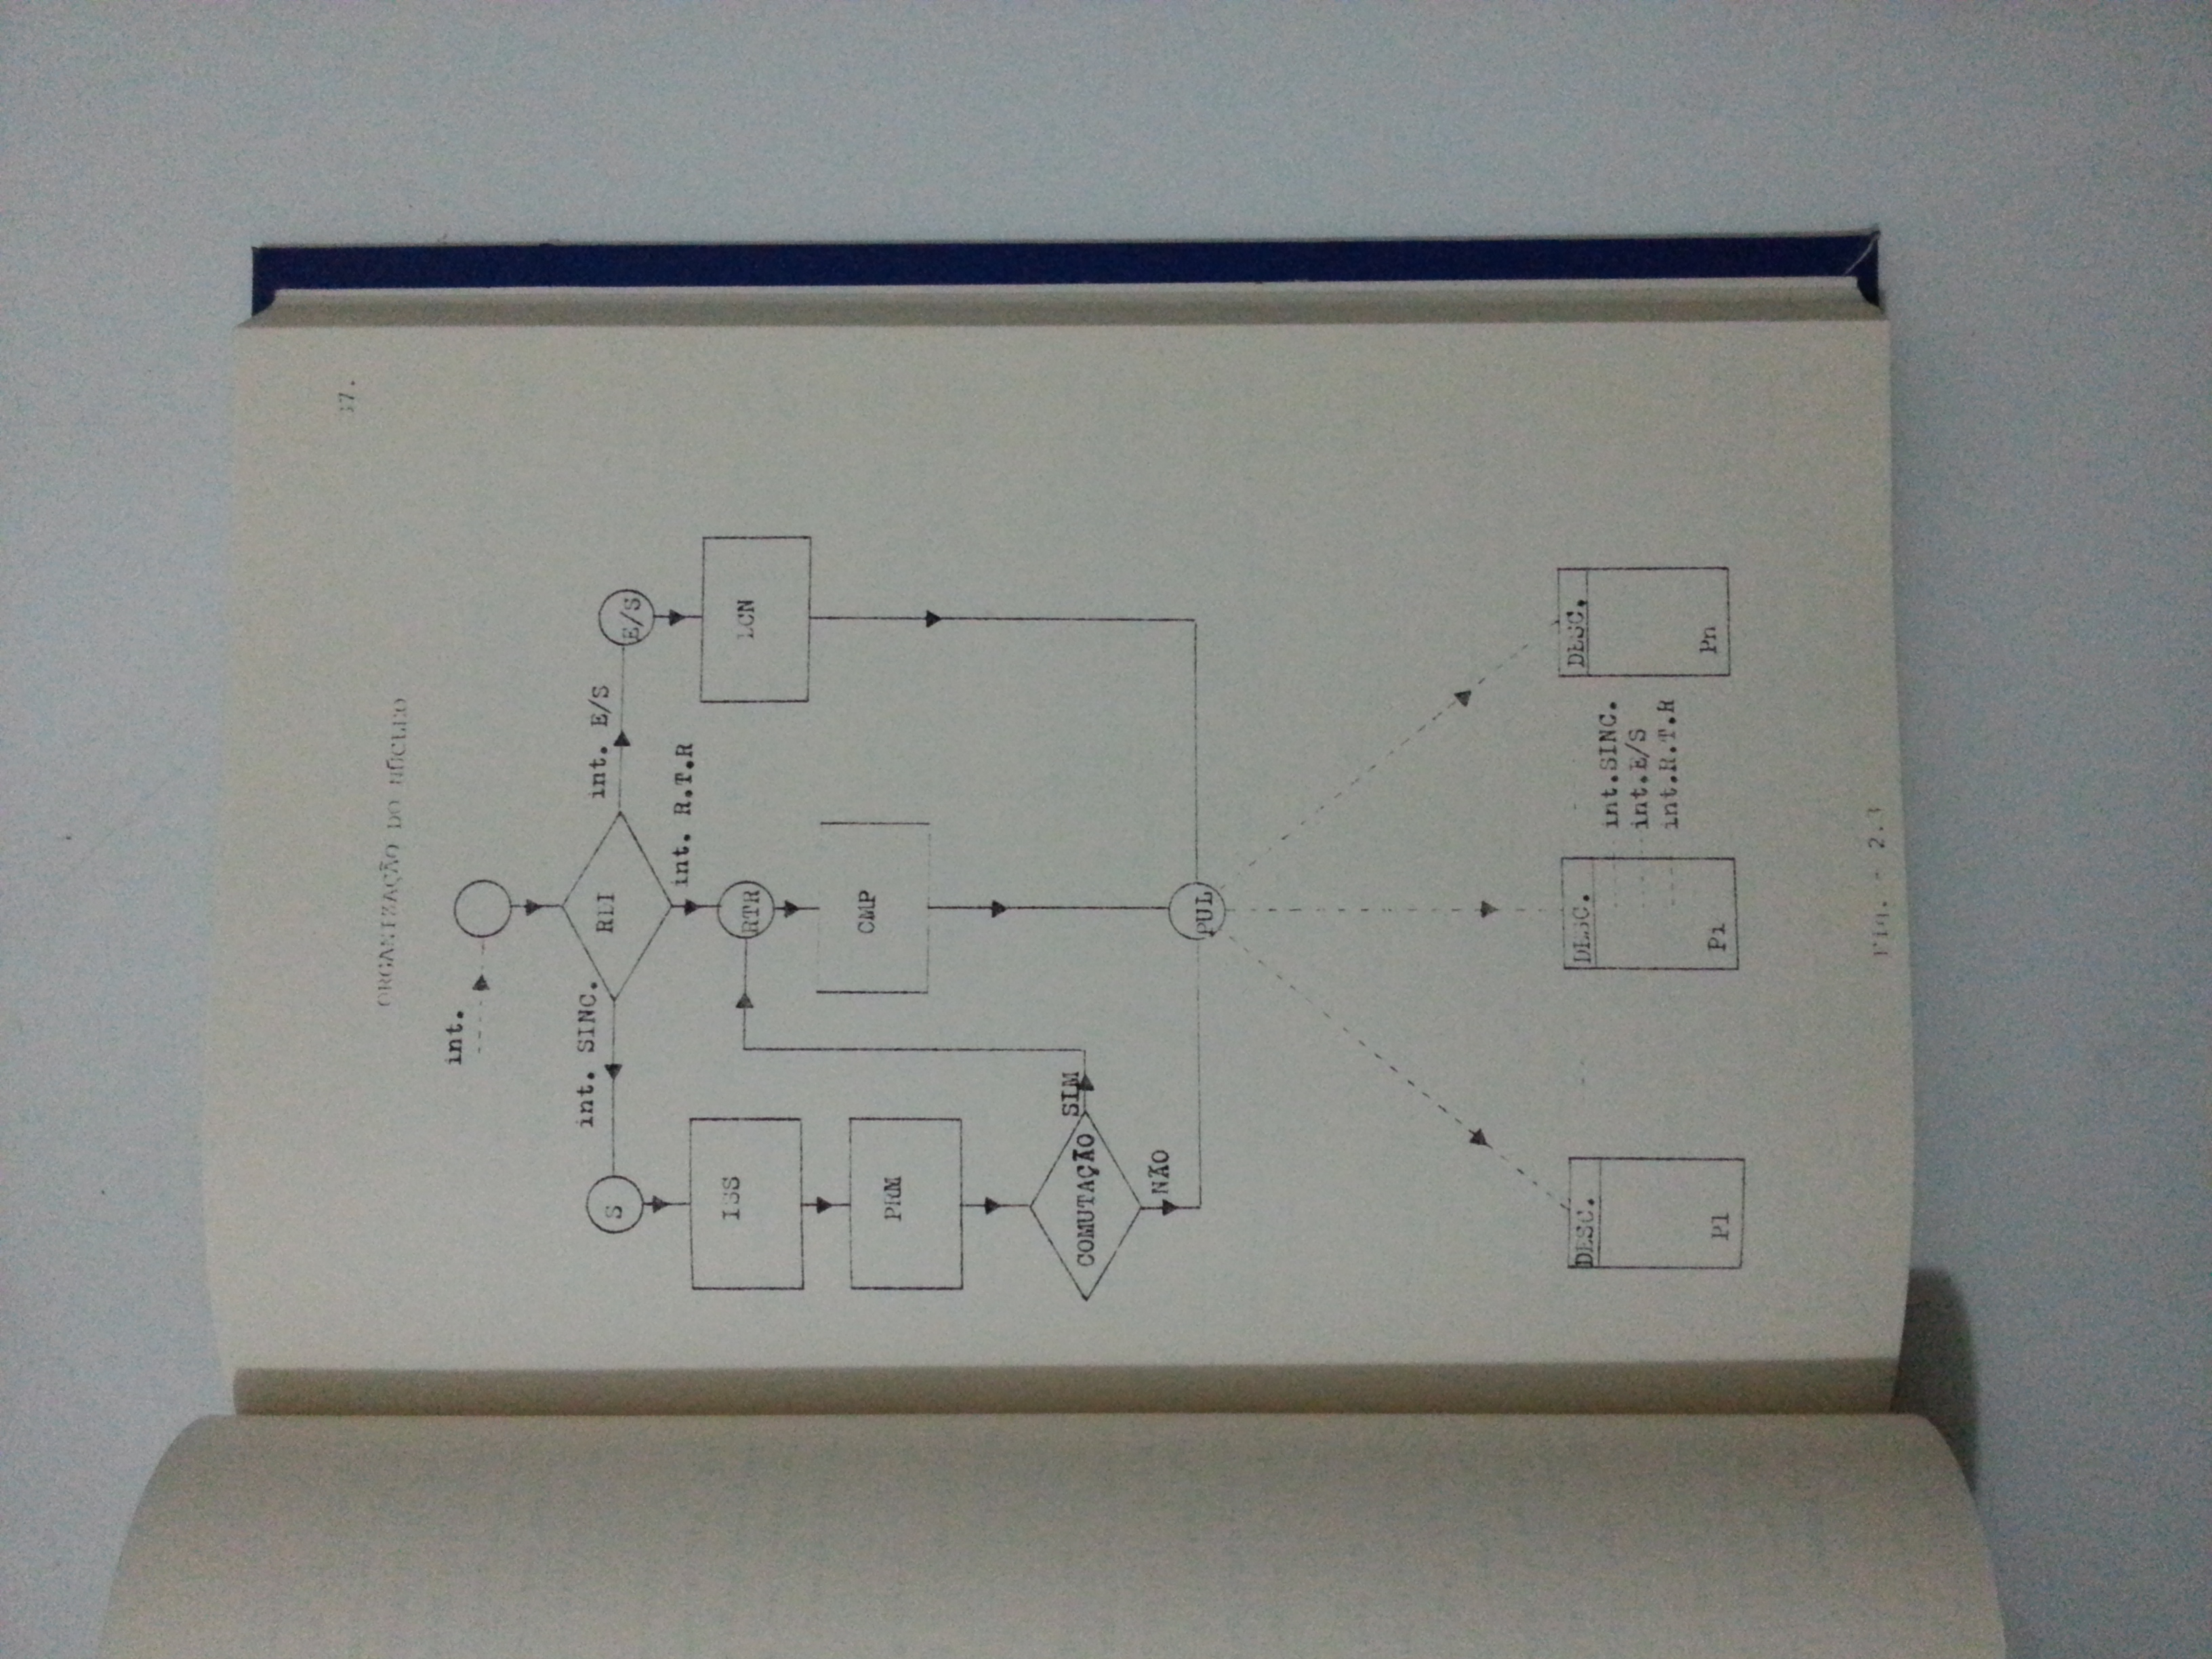 ORGANIZAÇÃO DO NÚCLEO
int.
int. SINC.
RLI
int. E/S
S
E/S
int. R.T.R
ISS
RTR
LCN
CMP
PRM
SIM
COMUTAÇÃO
NÃO
PUL
DESC.
DESC.
DESC.
int.SINC.
int.E/S
int.R.T.R
P1
Pi
Pn
Fig. - 2.3